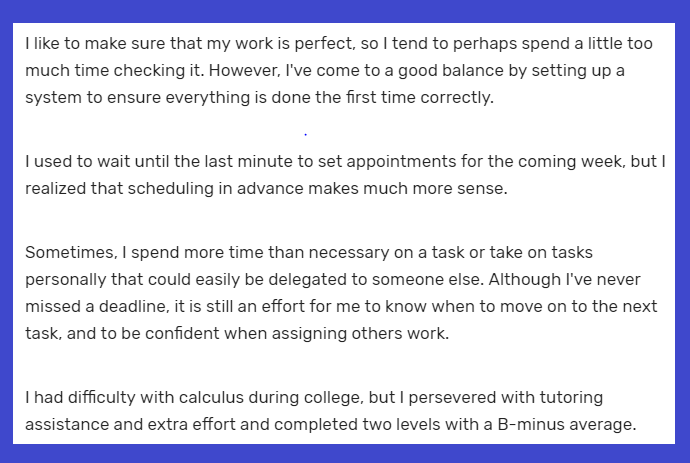 I like to make sure that my work is perfect, so I tend to perhaps spend a little too
much time checking it. However, I've come to a good balance by setting up a
system to ensure everything is done the first time correctly.
I used to wait until the last minute to set appointments for the coming week, but I
realized that scheduling in advance makes much more sense.
Sometimes, I spend more time than necessary on a task or take on tasks
personally that could easily be delegated to someone else. Although I've never
missed a deadline, it is still an effort for me to know when to move on to the next
task, and to be confident when assigning others work.
I had difficulty with calculus during college, but I persevered with tutoring
assistance and extra effort and completed two levels with a B-minus average.